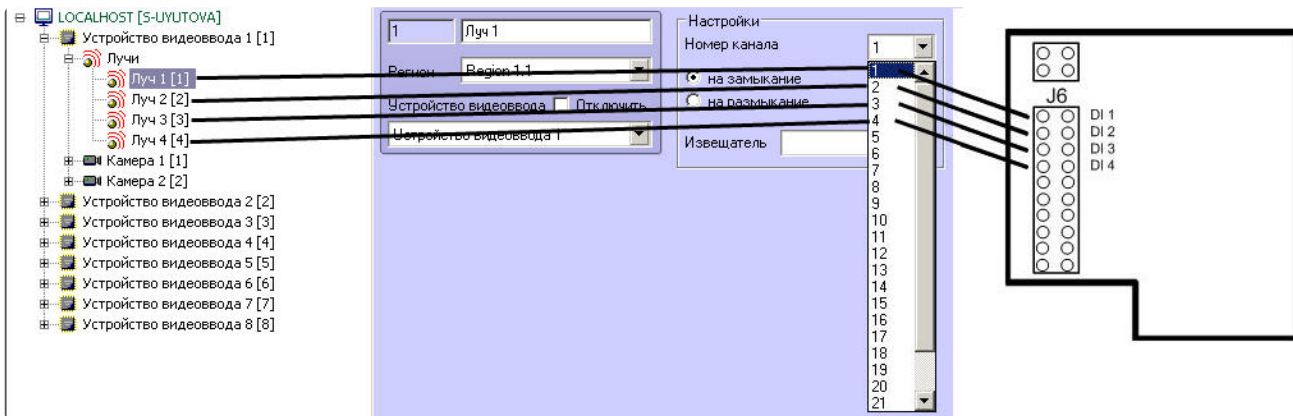 LOCALHOST [S-UYUTOVA]
Устройство видеоввода 1 [1]
Лучи
Луч 1 [1]
Луч 2 [2]
Луч 3 [3]
Луч 4 [4]
Камера 1 [1]
Камера 2 [2]
Устройство видеоввода 2 [2]
Устройство видеоввода 3 [3]
Устройство видеоввода 4 [4]
Устройство видеоввода 5 [5]
Устройство видеоввода 6 [6]
Устройство видеоввода 7 [7]
Устройство видеоввода 8 [8]
1 Луч 1
Регион Region 1.1
Устройство видеоввода Отключить
Устройство видеоввода 1
Настройки
Номер канала 1
на замыкание
на размыкание
Извещатель
1
2
3
4
5
6
7
8
9
10
11
12
13
14
15
16
17
18
19
20
21
J6
DI 1
DI 2
DI 3
DI 4